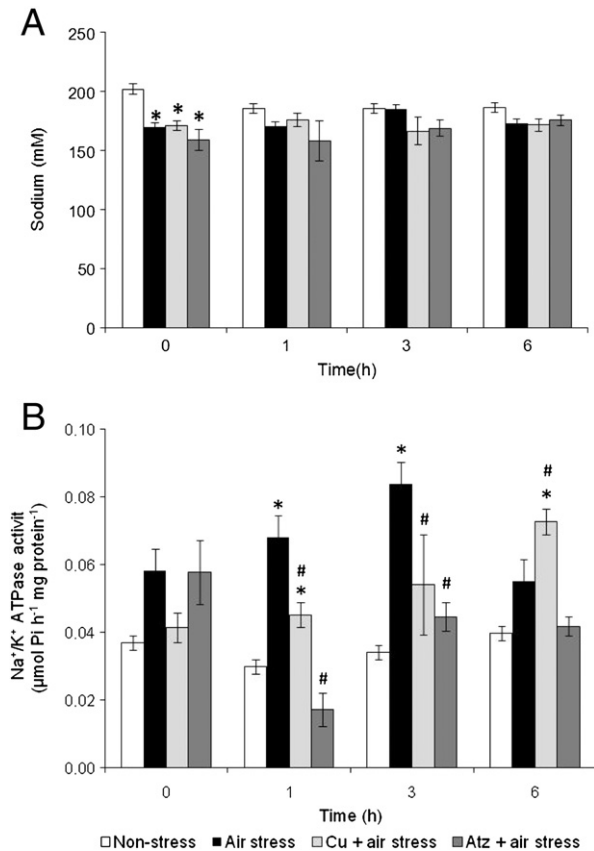 A
250
*
*
*
200
150
100
50
0
Sodium (mM)
0 1 3 6
Time(h)
B
0.10
*
#
*
*
#
#
0.08
#
*
#
0.06
0.04
0.02
0.00
Na⁺/K⁺ ATPase activit
(µmol Pi h⁻¹ mg protein⁻¹)
0 1 3 6
Time (h)
Non-stress Air stress Cu + air stress Atz + air stress